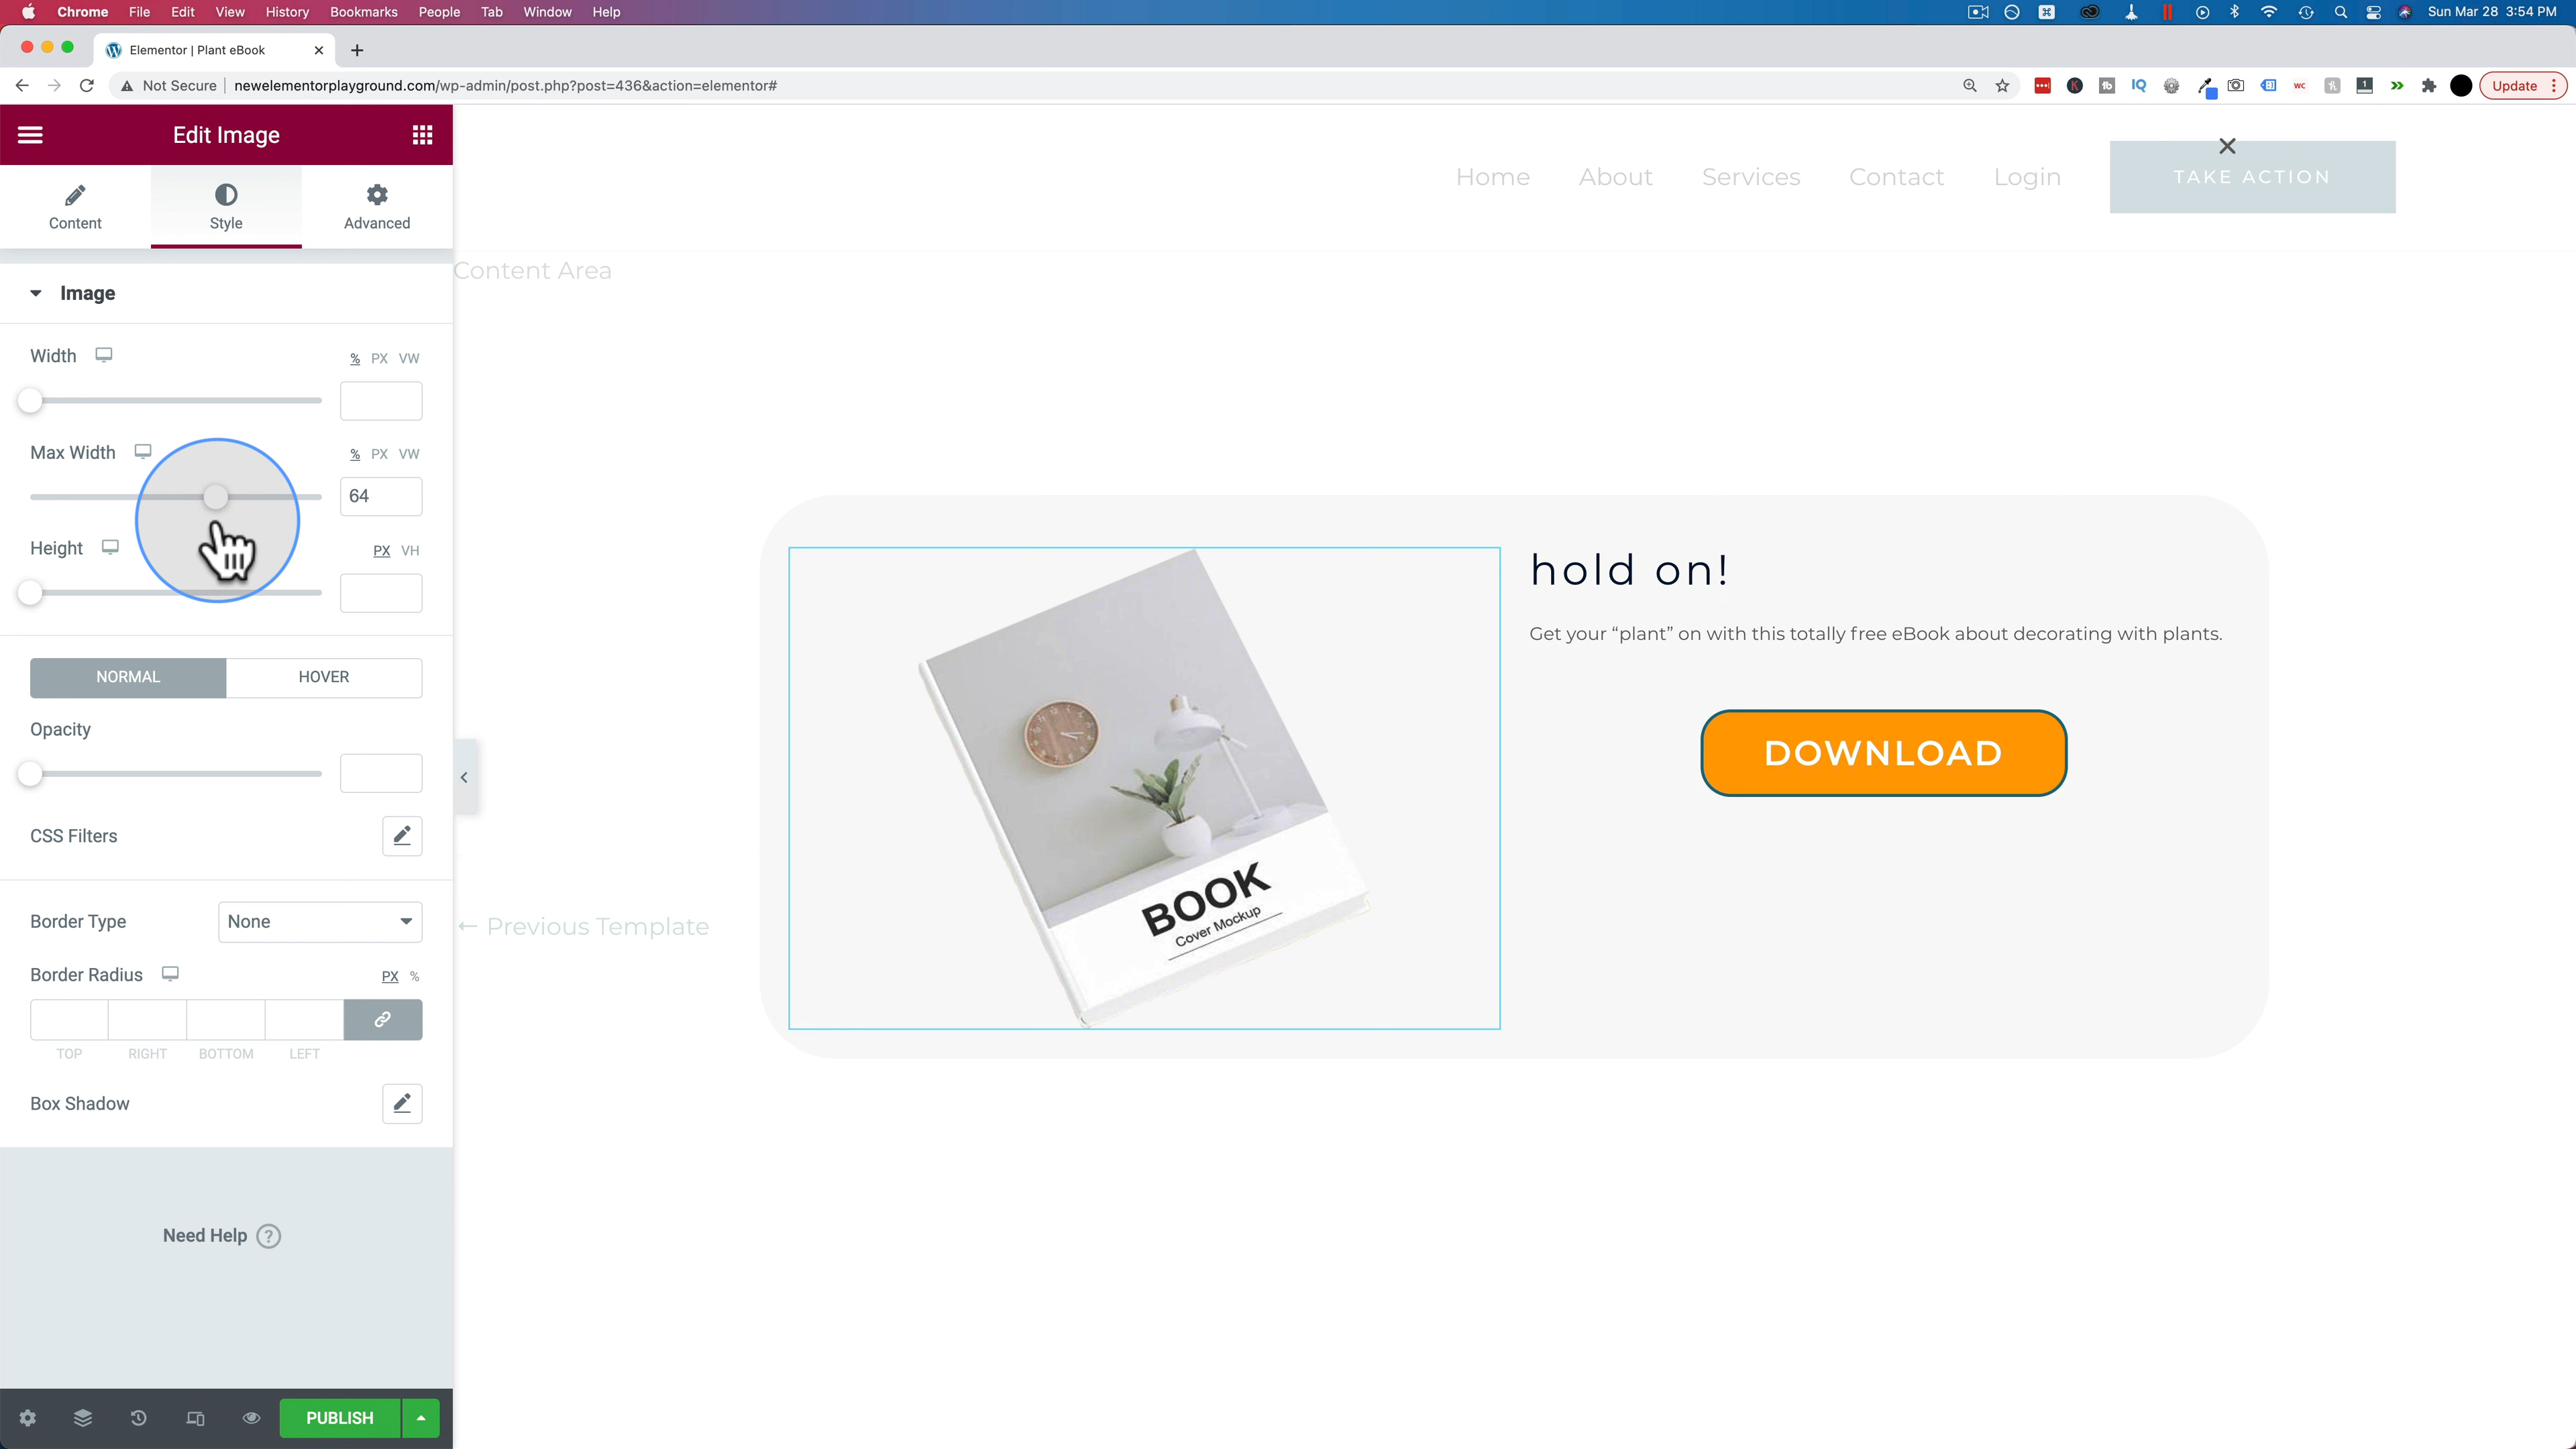 Chrome File Edit View History Bookmarks People Tab Window Help Sun Mar 28 3:54 PM
Elementor | Plant eBook
Not Secure newelementorplayground.com/wp-admin/post.php?post=436&action=elementor# IQ wc 1 Update
Edit Image
Content Style Advanced
Home About Services Contact Login TAKE ACTION
Content Area
Image
Width % PX VW
Max Width % PX VW
64
Height PX VH
hold on!
Get your “plant” on with this totally free eBook about decorating with plants.
NORMAL HOVER
Opacity
DOWNLOAD
CSS Filters
BOOK
Cover Mockup
Border Type None
← Previous Template
Border Radius PX %
TOP RIGHT BOTTOM LEFT
Box Shadow
Need Help ?
PUBLISH